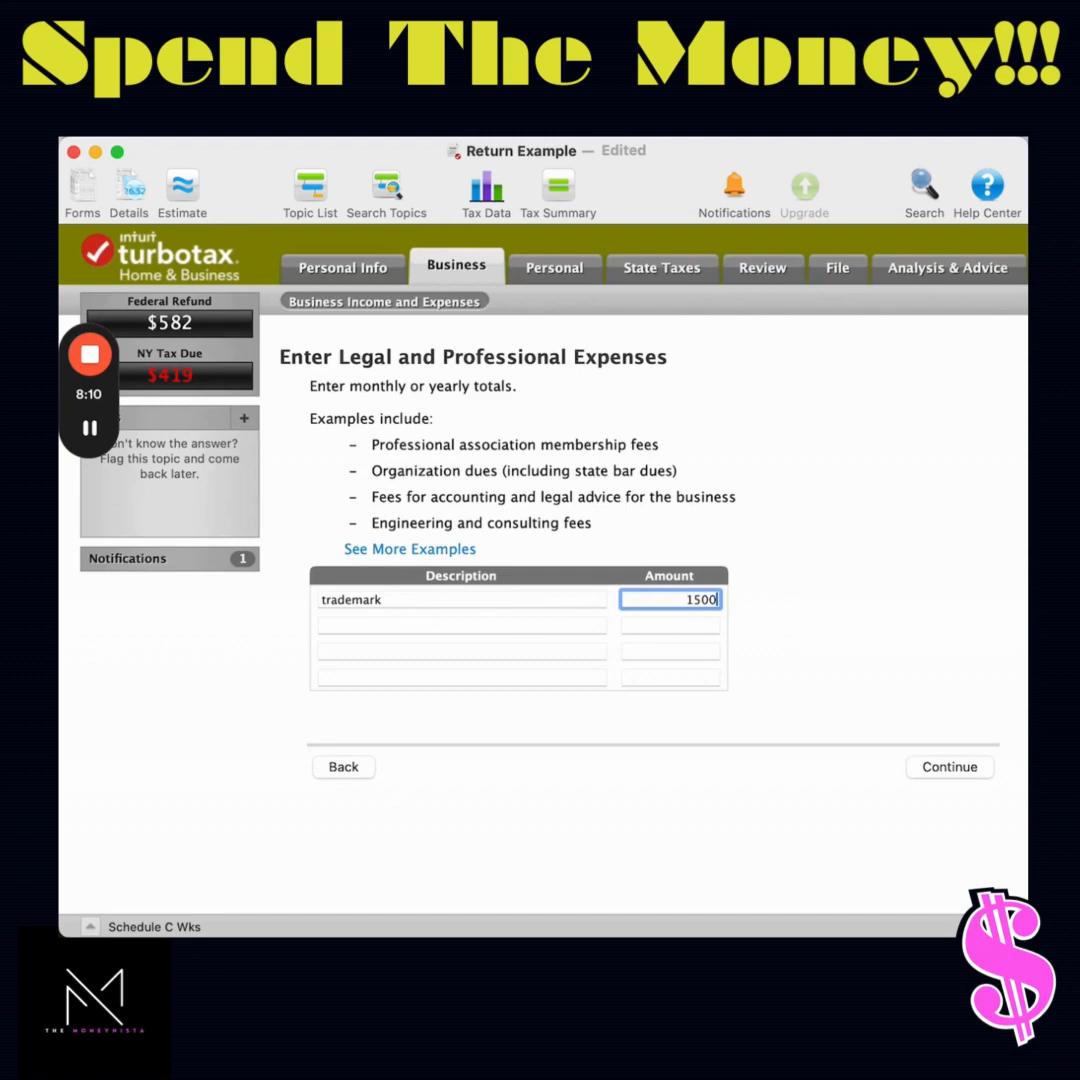 Spend The Money!!!
Return Example — Edited
Forms Details Estimate Topic List Search Topics Tax Data Tax Summary Notifications Upgrade Search Help Center
intuit
turbotax.
Home & Business
Personal Info Business Personal State Taxes Review File Analysis & Advice
Business Income and Expenses
Federal Refund
$582
NY Tax Due
$419
8:10
+
n't know the answer?
Flag this topic and come
back later.
Notifications 1
Enter Legal and Professional Expenses
Enter monthly or yearly totals.
Examples include:
– Professional association membership fees
– Organization dues (including state bar dues)
– Fees for accounting and legal advice for the business
– Engineering and consulting fees
See More Examples
Description Amount
trademark 1500
Back Continue
Schedule C Wks
THE MONEYNISTA
$